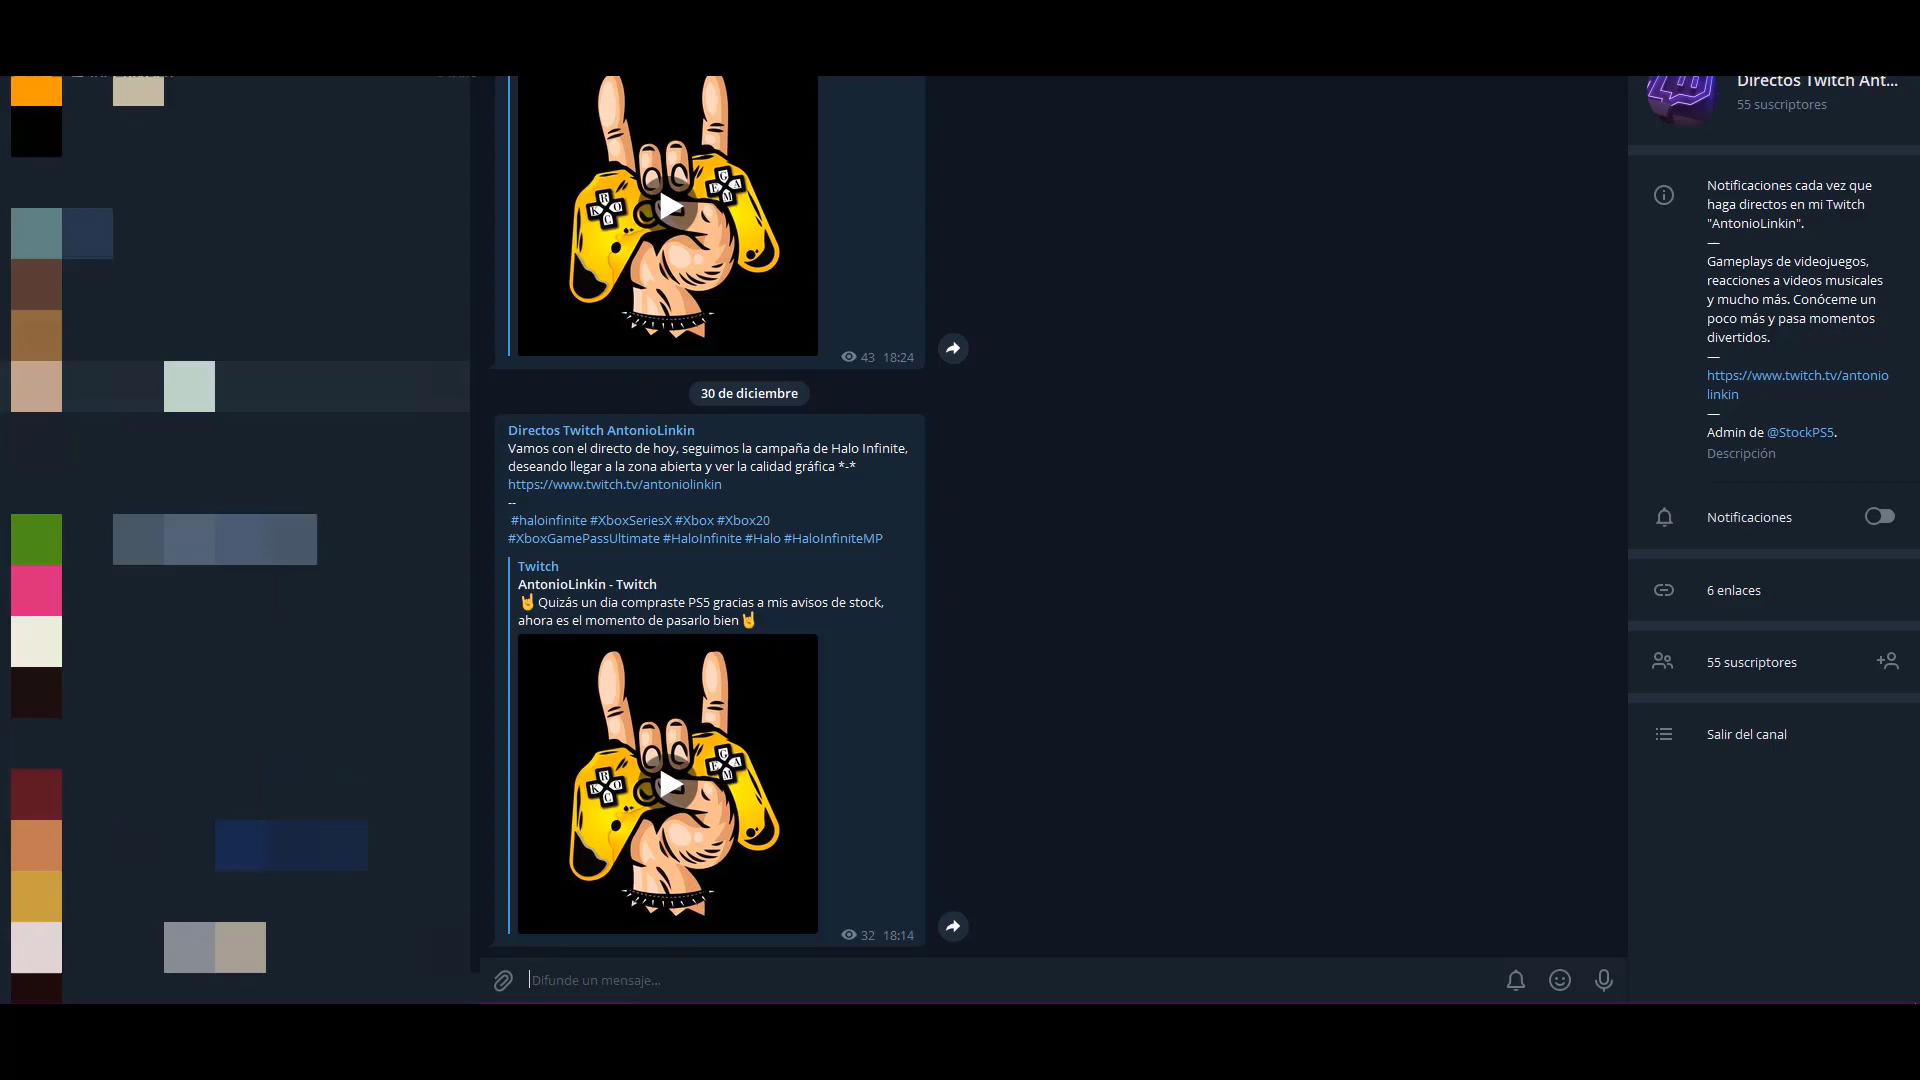 43 18:24
30 de diciembre
Directos Twitch AntonioLinkin
Vamos con el directo de hoy, seguimos la campaña de Halo Infinite,
deseando llegar a la zona abierta y ver la calidad gráfica *-*
https://www.twitch.tv/antoniolinkin
--
#haloinfinite #XboxSeriesX #Xbox #Xbox20
#XboxGamePassUltimate #HaloInfinite #Halo #HaloInfiniteMP
Twitch
AntonioLinkin - Twitch
🤘Quizás un dia compraste PS5 gracias a mis avisos de stock,
ahora es el momento de pasarlo bien🤘
32 18:14
Difunde un mensaje...
Directos Twitch Ant...
55 suscriptores
Notificaciones cada vez que
haga directos en mi Twitch
"AntonioLinkin".
—
Gameplays de videojuegos,
reacciones a videos musicales
y mucho más. Conóceme un
poco más y pasa momentos
divertidos.
—
https://www.twitch.tv/antonio
linkin
—
Admin de @StockPS5.
Descripción
Notificaciones
6 enlaces
55 suscriptores
Salir del canal